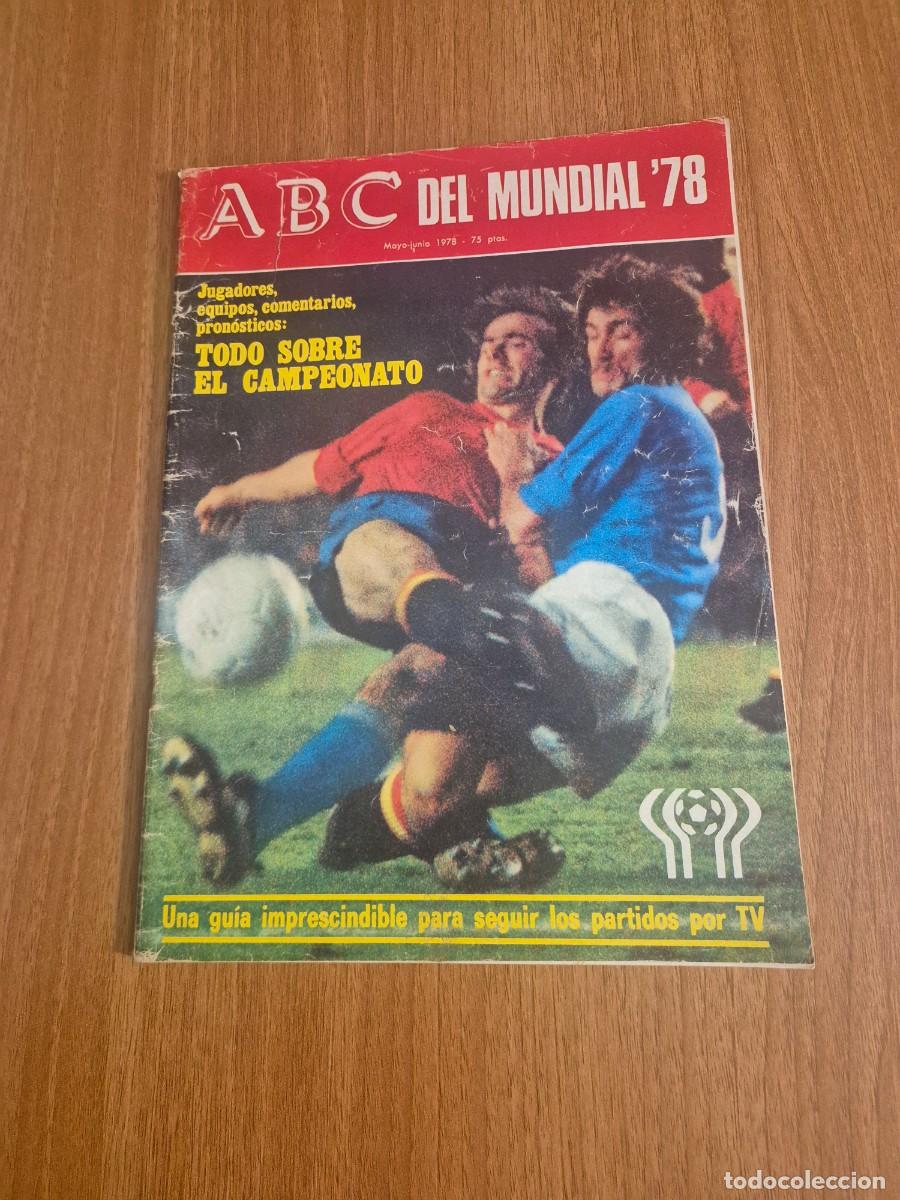 ABC DEL MUNDIAL '78
Mayo-junio 1978 - 75 ptas.
Jugadores,
equipos, comentarios,
pronósticos:
TODO SOBRE
EL CAMPEONATO
Una guía imprescindible para seguir los partidos por TV
todocoleccion